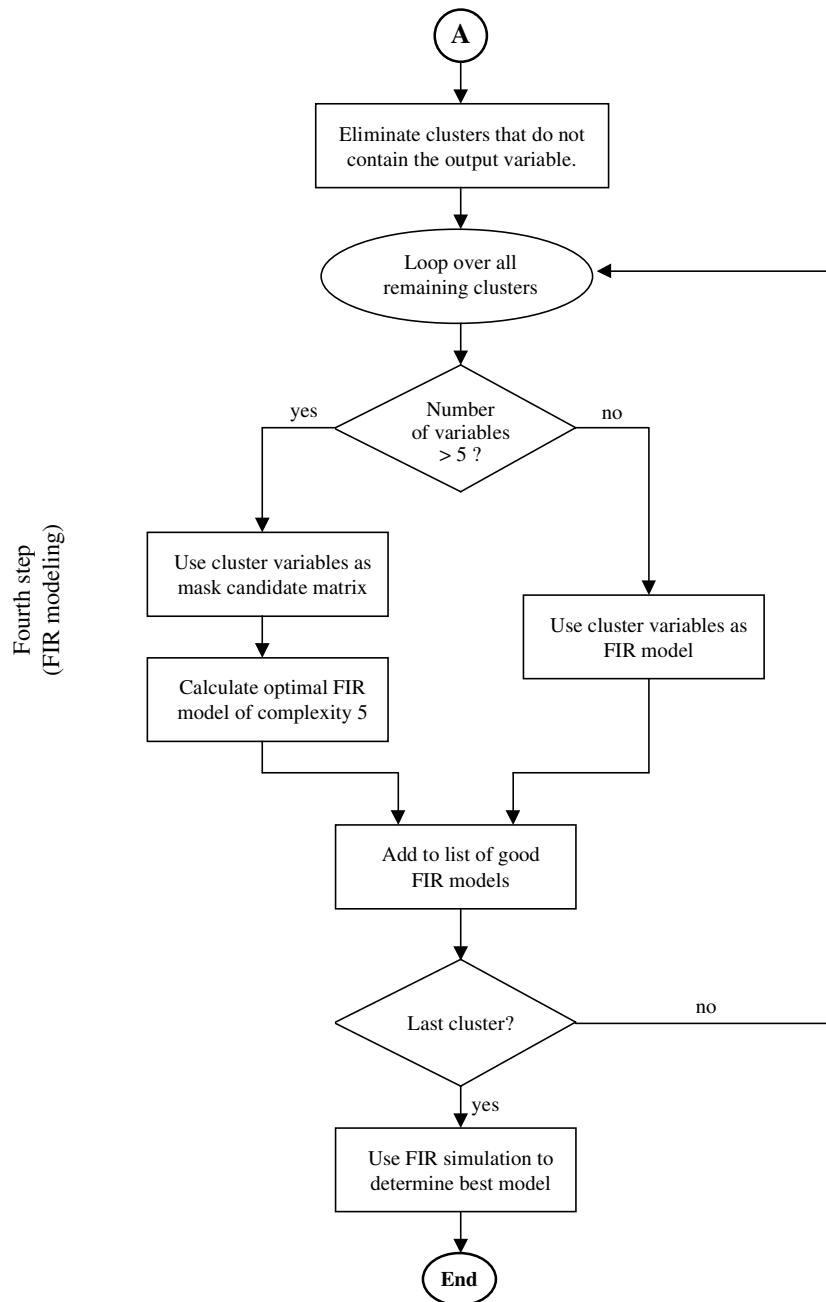 A
Eliminate clusters that do not
contain the output variable.
Loop over all
remaining clusters
Number
of variables
> 5 ?
yes
no
Use cluster variables as
mask candidate matrix
Use cluster variables as
FIR model
Calculate optimal FIR
model of complexity 5
Fourth step
(FIR modeling)
Add to list of good
FIR models
Last cluster?
no
yes
Use FIR simulation to
determine best model
End